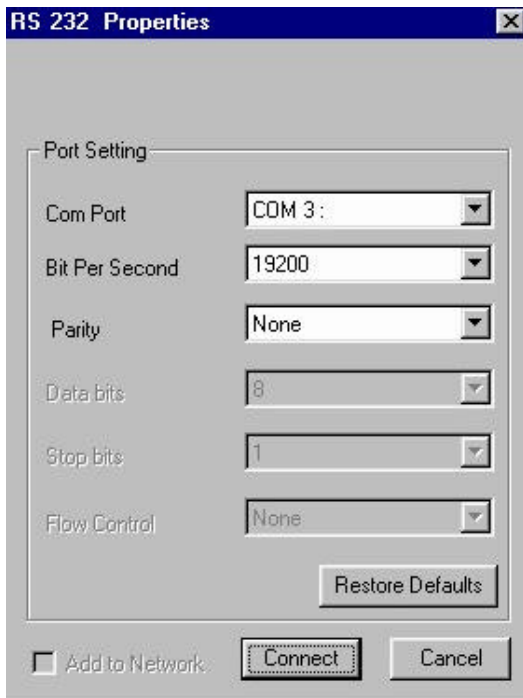 RS 232 Properties
Port Setting
Com Port
COM 3 :
Bit Per Second
19200
Parity
None
Data bits
8
Stop bits
1
Flow Control
None
Restore Defaults
Add to Network
Connect
Cancel